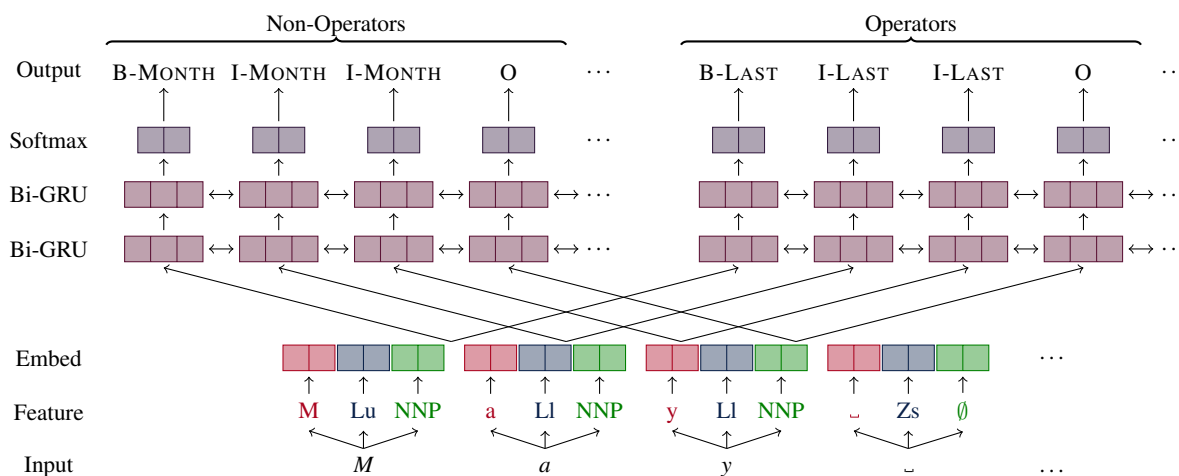 Non-Operators Operators
Output B-MONTH I-MONTH I-MONTH O ··· B-LAST I-LAST I-LAST O ··
Softmax ··· ··
Bi-GRU ··· ··
Bi-GRU ··· ··
Embed ···
Feature M Lu NNP a Ll NNP y Ll NNP ␣ Zs ∅
Input M a y ␣ ...